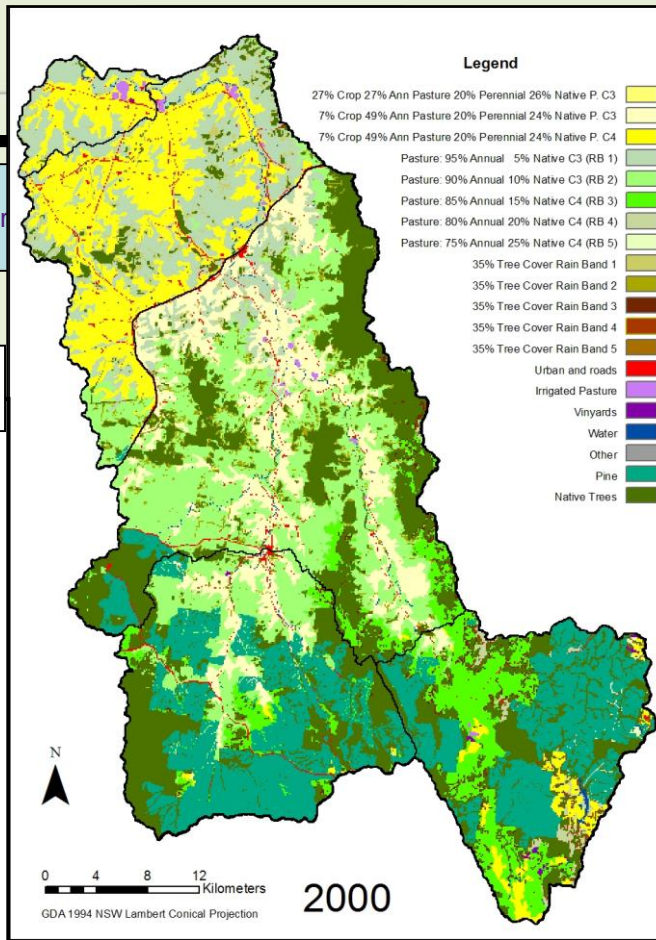 Legend
27% Crop 27% Ann Pasture 20% Perennial 26% Native P. C3
7% Crop 49% Ann Pasture 20% Perennial 24% Native P. C3
7% Crop 49% Ann Pasture 20% Perennial 24% Native P. C4
Pasture: 95% Annual 5% Native C3 (RB 1)
Pasture: 90% Annual 10% Native C3 (RB 2)
Pasture: 85% Annual 15% Native C4 (RB 3)
Pasture: 80% Annual 20% Native C4 (RB 4)
Pasture: 75% Annual 25% Native C4 (RB 5)
35% Tree Cover Rain Band 1
35% Tree Cover Rain Band 2
35% Tree Cover Rain Band 3
35% Tree Cover Rain Band 4
35% Tree Cover Rain Band 5
Urban and roads
Irrigated Pasture
Vinyards
Water
Other
Pine
Native Trees
N
0 4 8 12
Kilometers
GDA 1994 NSW Lambert Conical Projection
2000